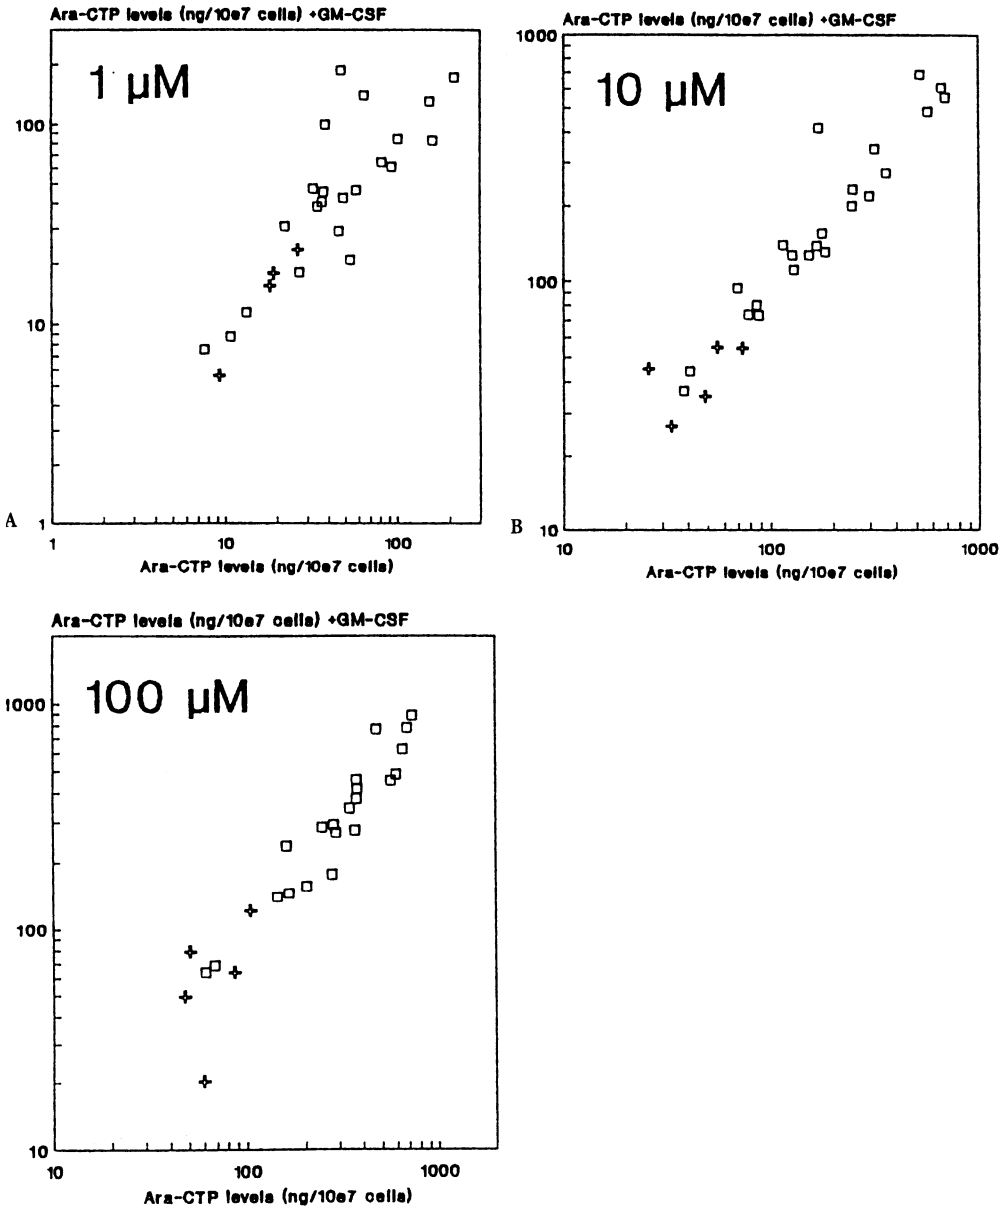 Ara-CTP levels (ng/10e7 cells) +GM-CSF
1 µM
100
10
A
1
1
10
100
Ara-CTP levels (ng/10e7 cells)
Ara-CTP levels (ng/10e7 cells) +GM-CSF
1000
10 µM
100
B
10
10
100
1000
Ara-CTP levels (ng/10e7 cells)
Ara-CTP levels (ng/10e7 cells) +GM-CSF
1000
100 µM
100
10
10
100
1000
Ara-CTP levels (ng/10e7 cells)